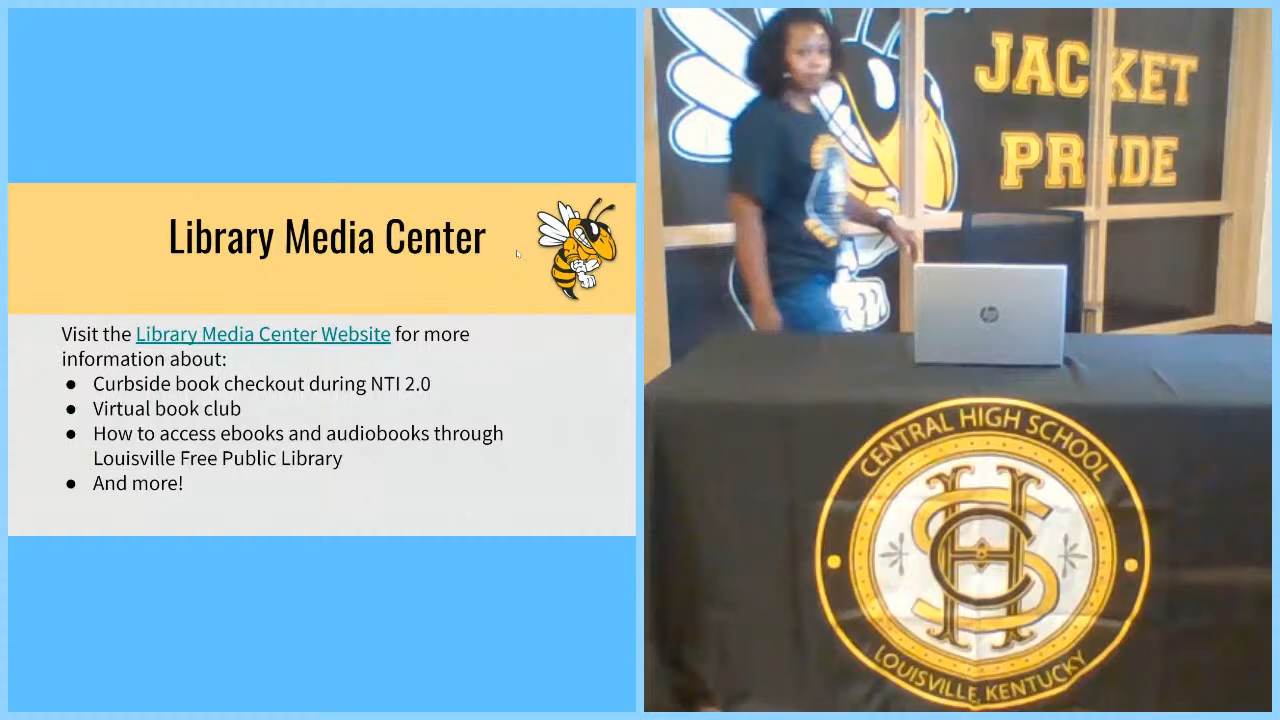 Library Media Center
Visit the Library Media Center Website for more
information about:
● Curbside book checkout during NTI 2.0
● Virtual book club
● How to access ebooks and audiobooks through
Louisville Free Public Library
● And more!
JACKET
PRIDE
hp
CENTRAL HIGH SCHOOL
CHS
LOUISVILLE, KENTUCKY